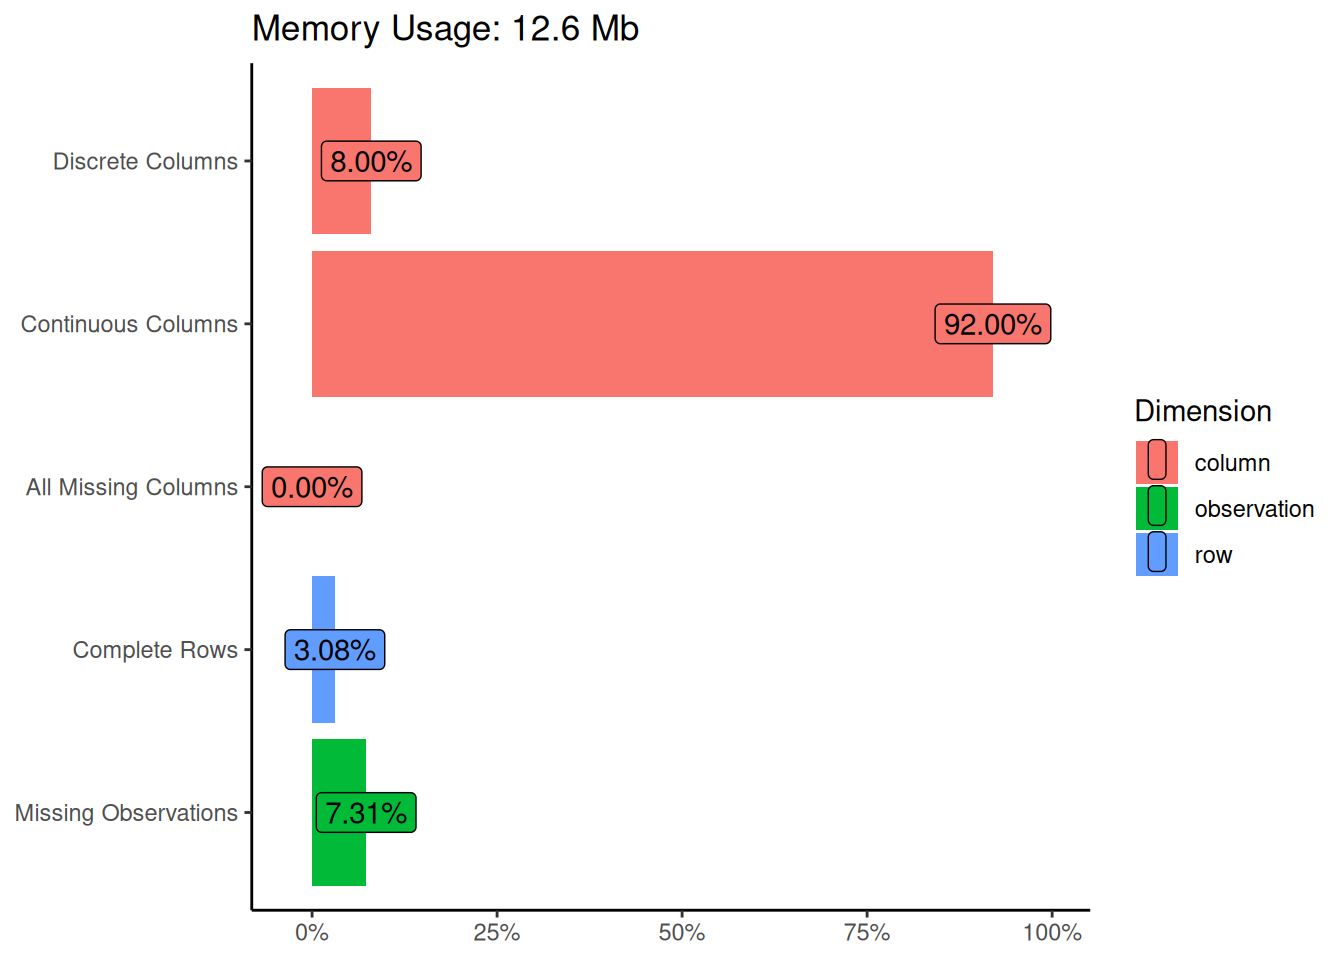 Memory Usage: 12.6 Mb
Discrete Columns
8.00%
Continuous Columns
92.00%
All Missing Columns
0.00%
Complete Rows
3.08%
Missing Observations
7.31%
0%
25%
50%
75%
100%
Dimension
column
observation
row